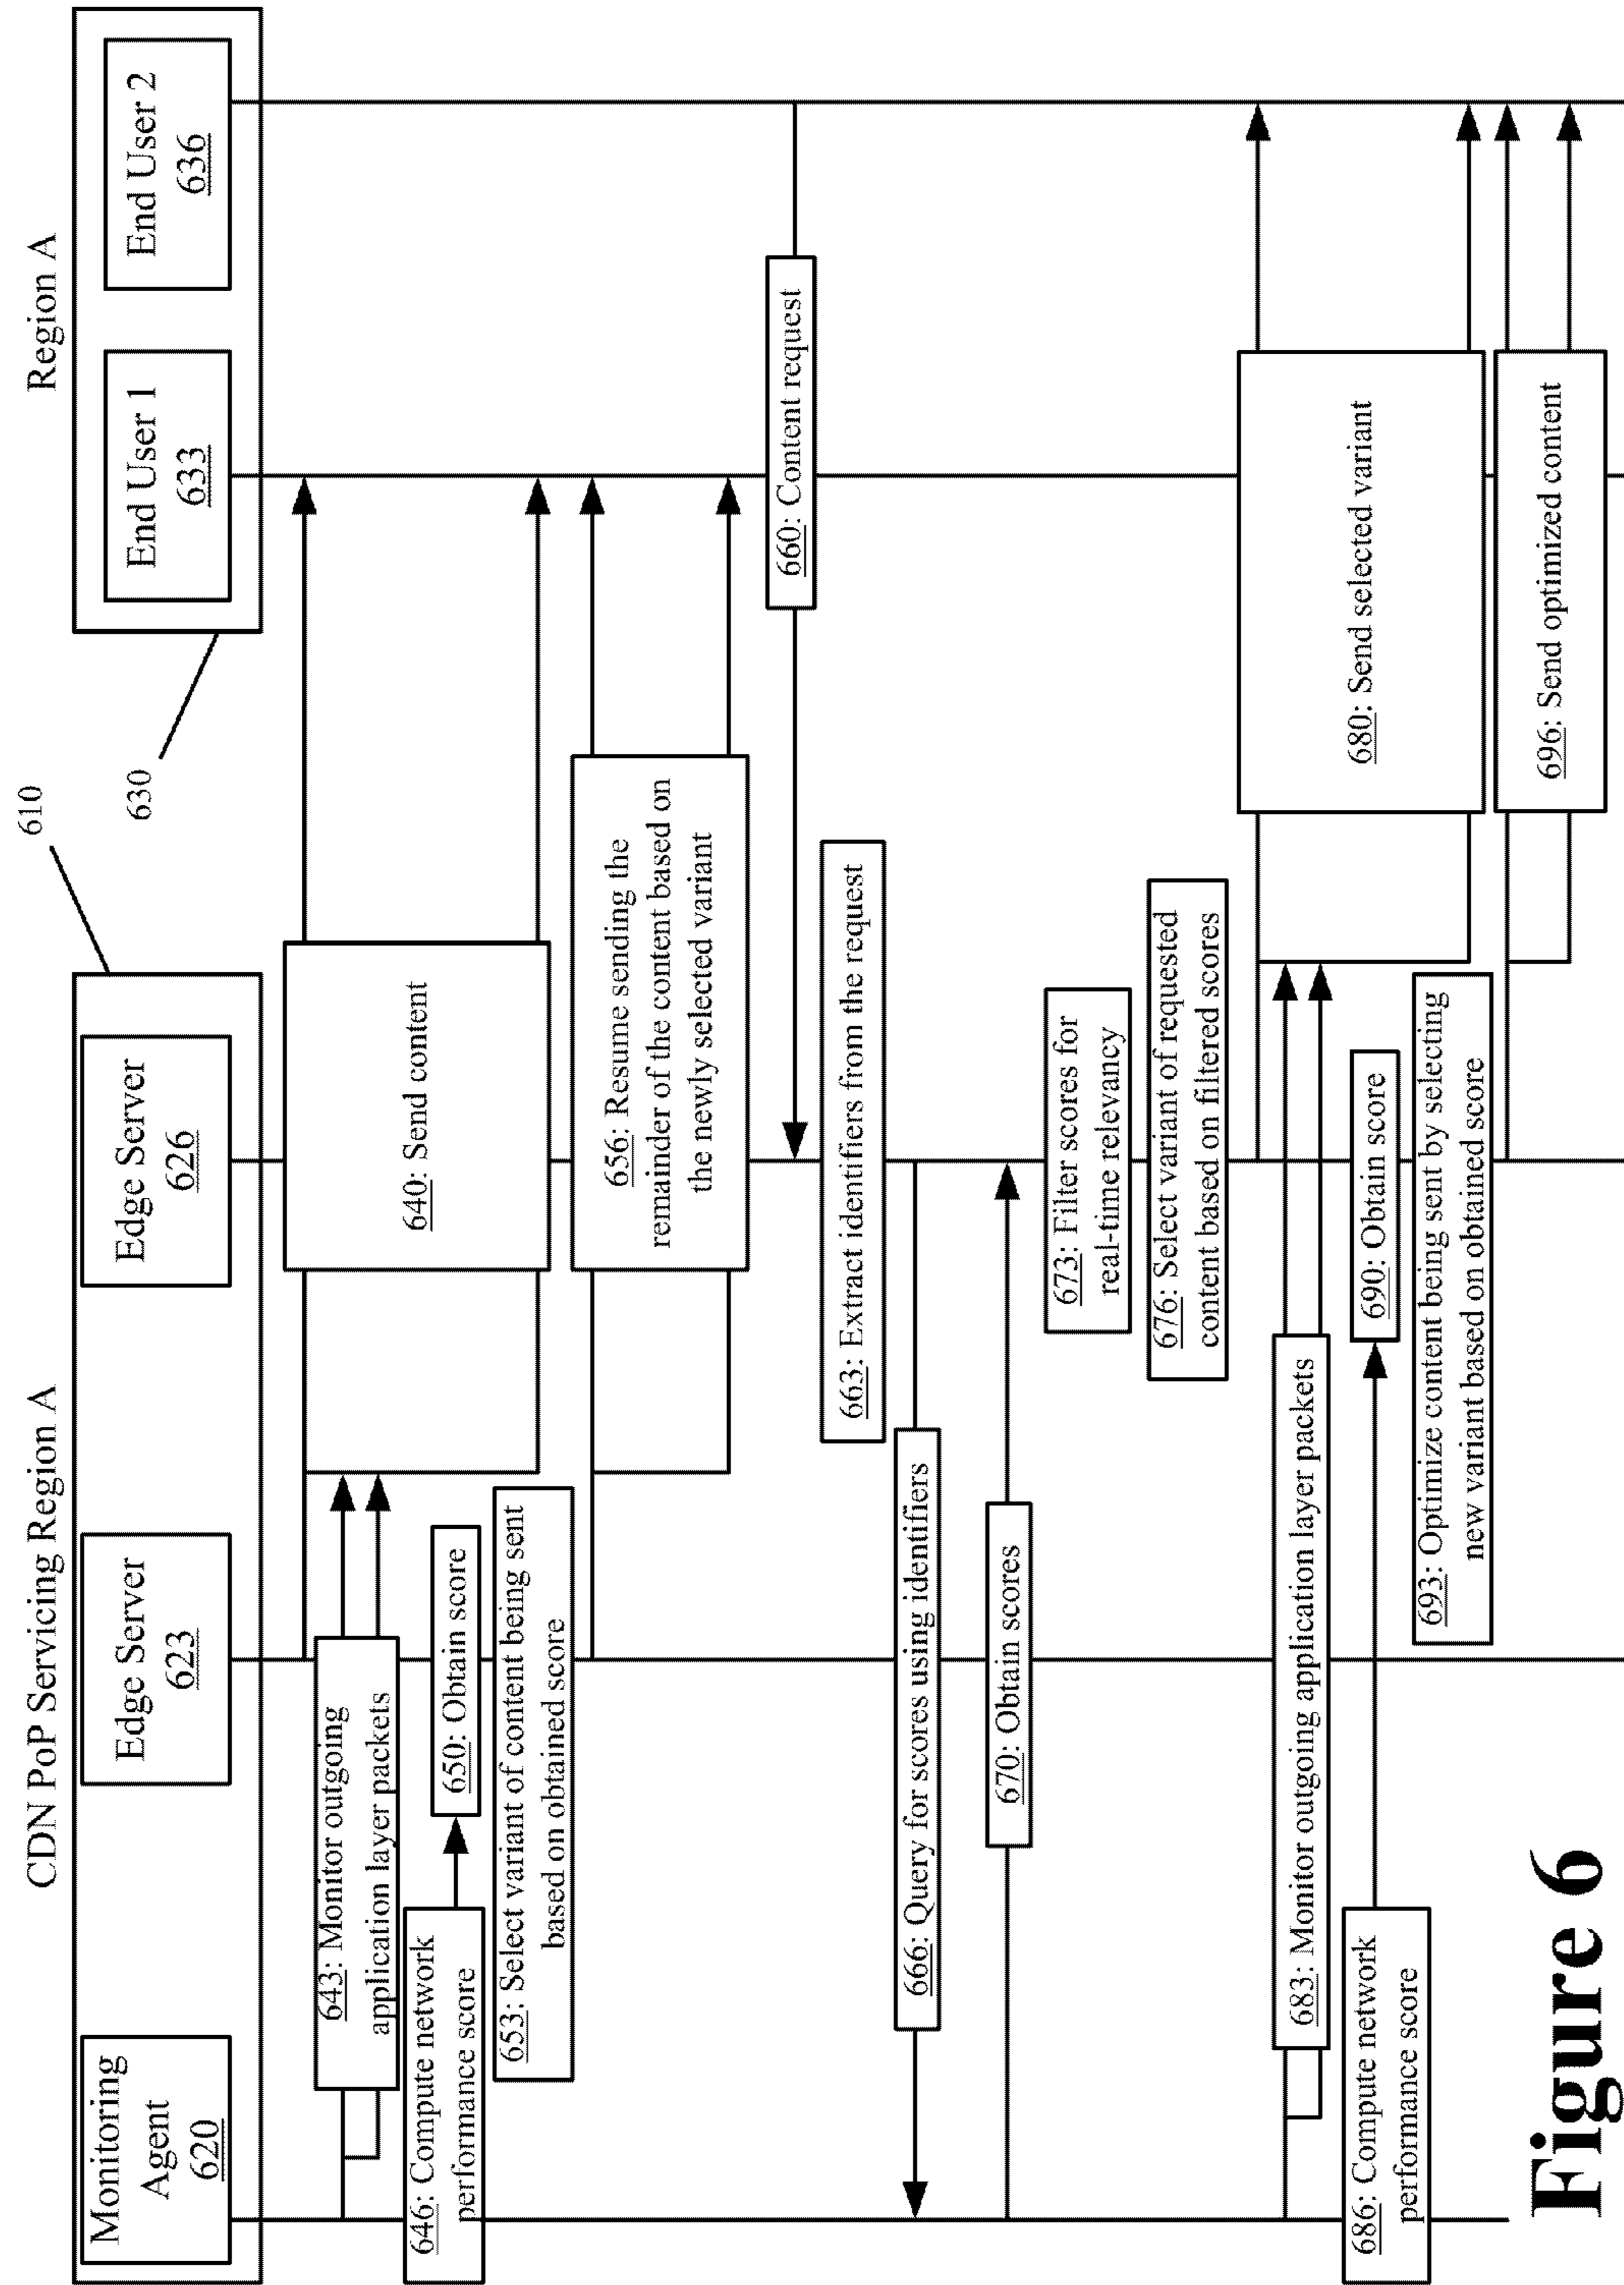 CDN PoP Servicing Region A
Region A
610
630
Monitoring
Agent
620
Edge Server
623
Edge Server
626
End User 1
633
End User 2
636
640: Send content
643: Monitor outgoing
application layer packets
646: Compute network
performance score
650: Obtain score
653: Select variant of content being sent
based on obtained score
656: Resume sending the
remainder of the content based on
the newly selected variant
660: Content request
663: Extract identifiers from the request
666: Query for scores using identifiers
670: Obtain scores
673: Filter scores for
real-time relevancy
676: Select variant of requested
content based on filtered scores
680: Send selected variant
683: Monitor outgoing application layer packets
686: Compute network
performance score
690: Obtain score
693: Optimize content being sent by selecting
new variant based on obtained score
696: Send optimized content
Figure 6